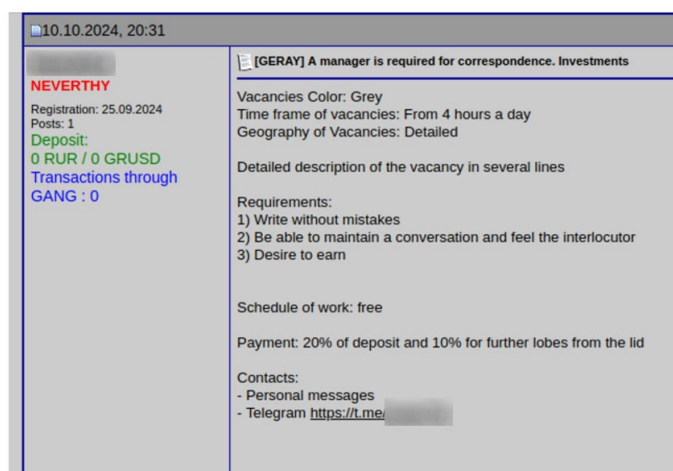 10.10.2024, 20:31
NEVERTHY
Registration: 25.09.2024
Posts: 1
Deposit:
0 RUR / 0 GRUSD
Transactions through
GANG : 0
[GERAY] A manager is required for correspondence. Investments
Vacancies Color: Grey
Time frame of vacancies: From 4 hours a day
Geography of Vacancies: Detailed
Detailed description of the vacancy in several lines
Requirements:
1) Write without mistakes
2) Be able to maintain a conversation and feel the interlocutor
3) Desire to earn
Schedule of work: free
Payment: 20% of deposit and 10% for further lobes from the lid
Contacts:
- Personal messages
- Telegram https://t.me/